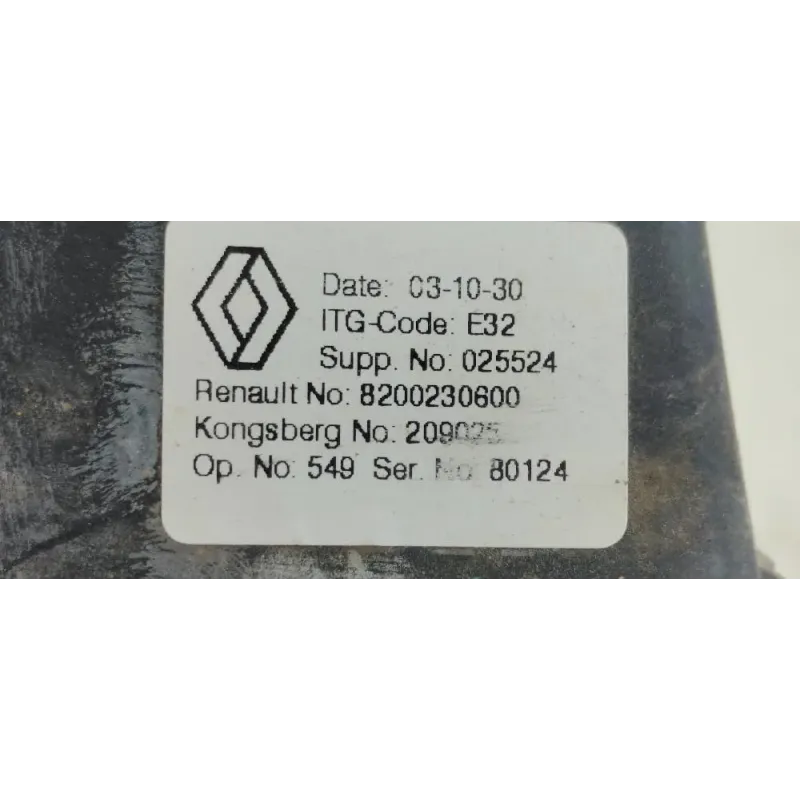 Date: 03-10-30
ITG-Code: E32
Supp. No: 025524
Renault No: 8200230600
Kongsberg No: 209025
Op. No: 549 Ser. No: 80124